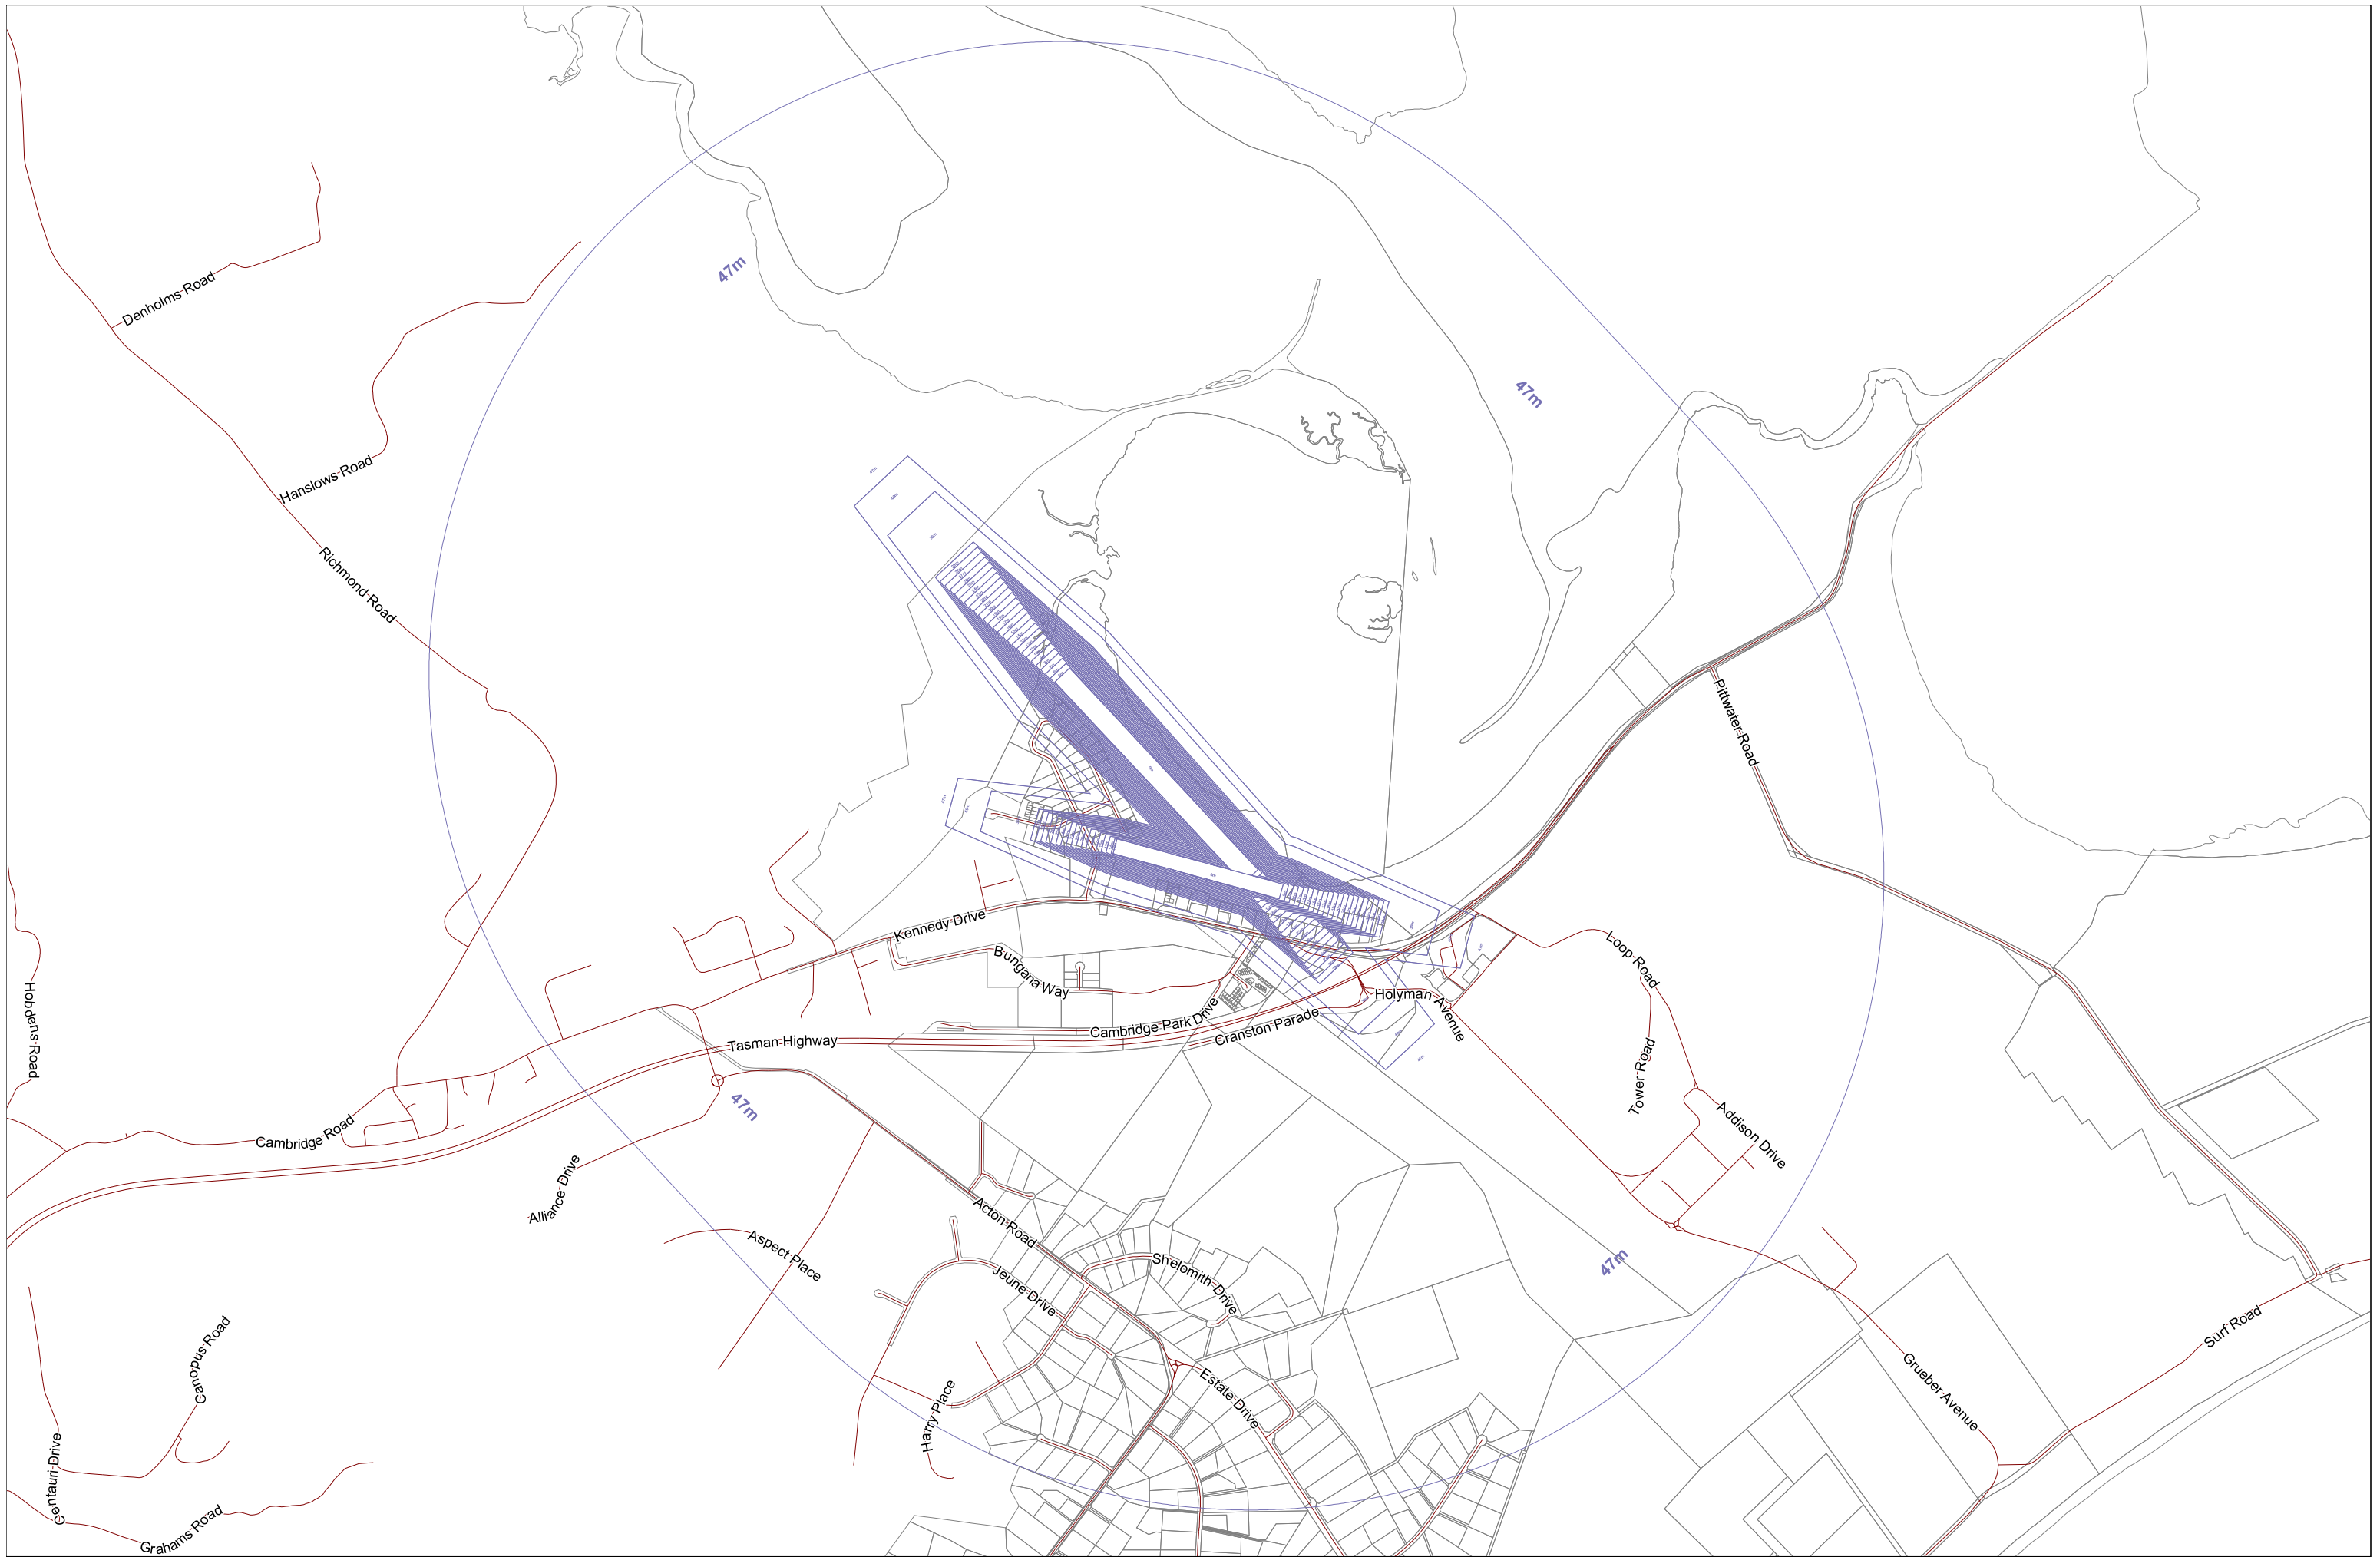 47m
Denholms Road
47m
Hanslows Road
Richmond Road
Pittwater Road
Kennedy Drive
Bungana Way
Loop Road
Hobdens Road
Holyman Avenue
Cambridge Park Drive
Cranston Parade
Tasman Highway
Tower Road
47m
Cambridge Road
Addison Drive
Alliance Drive
Acton Road
Aspect Place
Shelomith Drive
Jeune Drive
47m
Surf Road
Canopus Road
Estate Drive
Grueber Avenue
Harry Place
Centauri Drive
Grahams Road